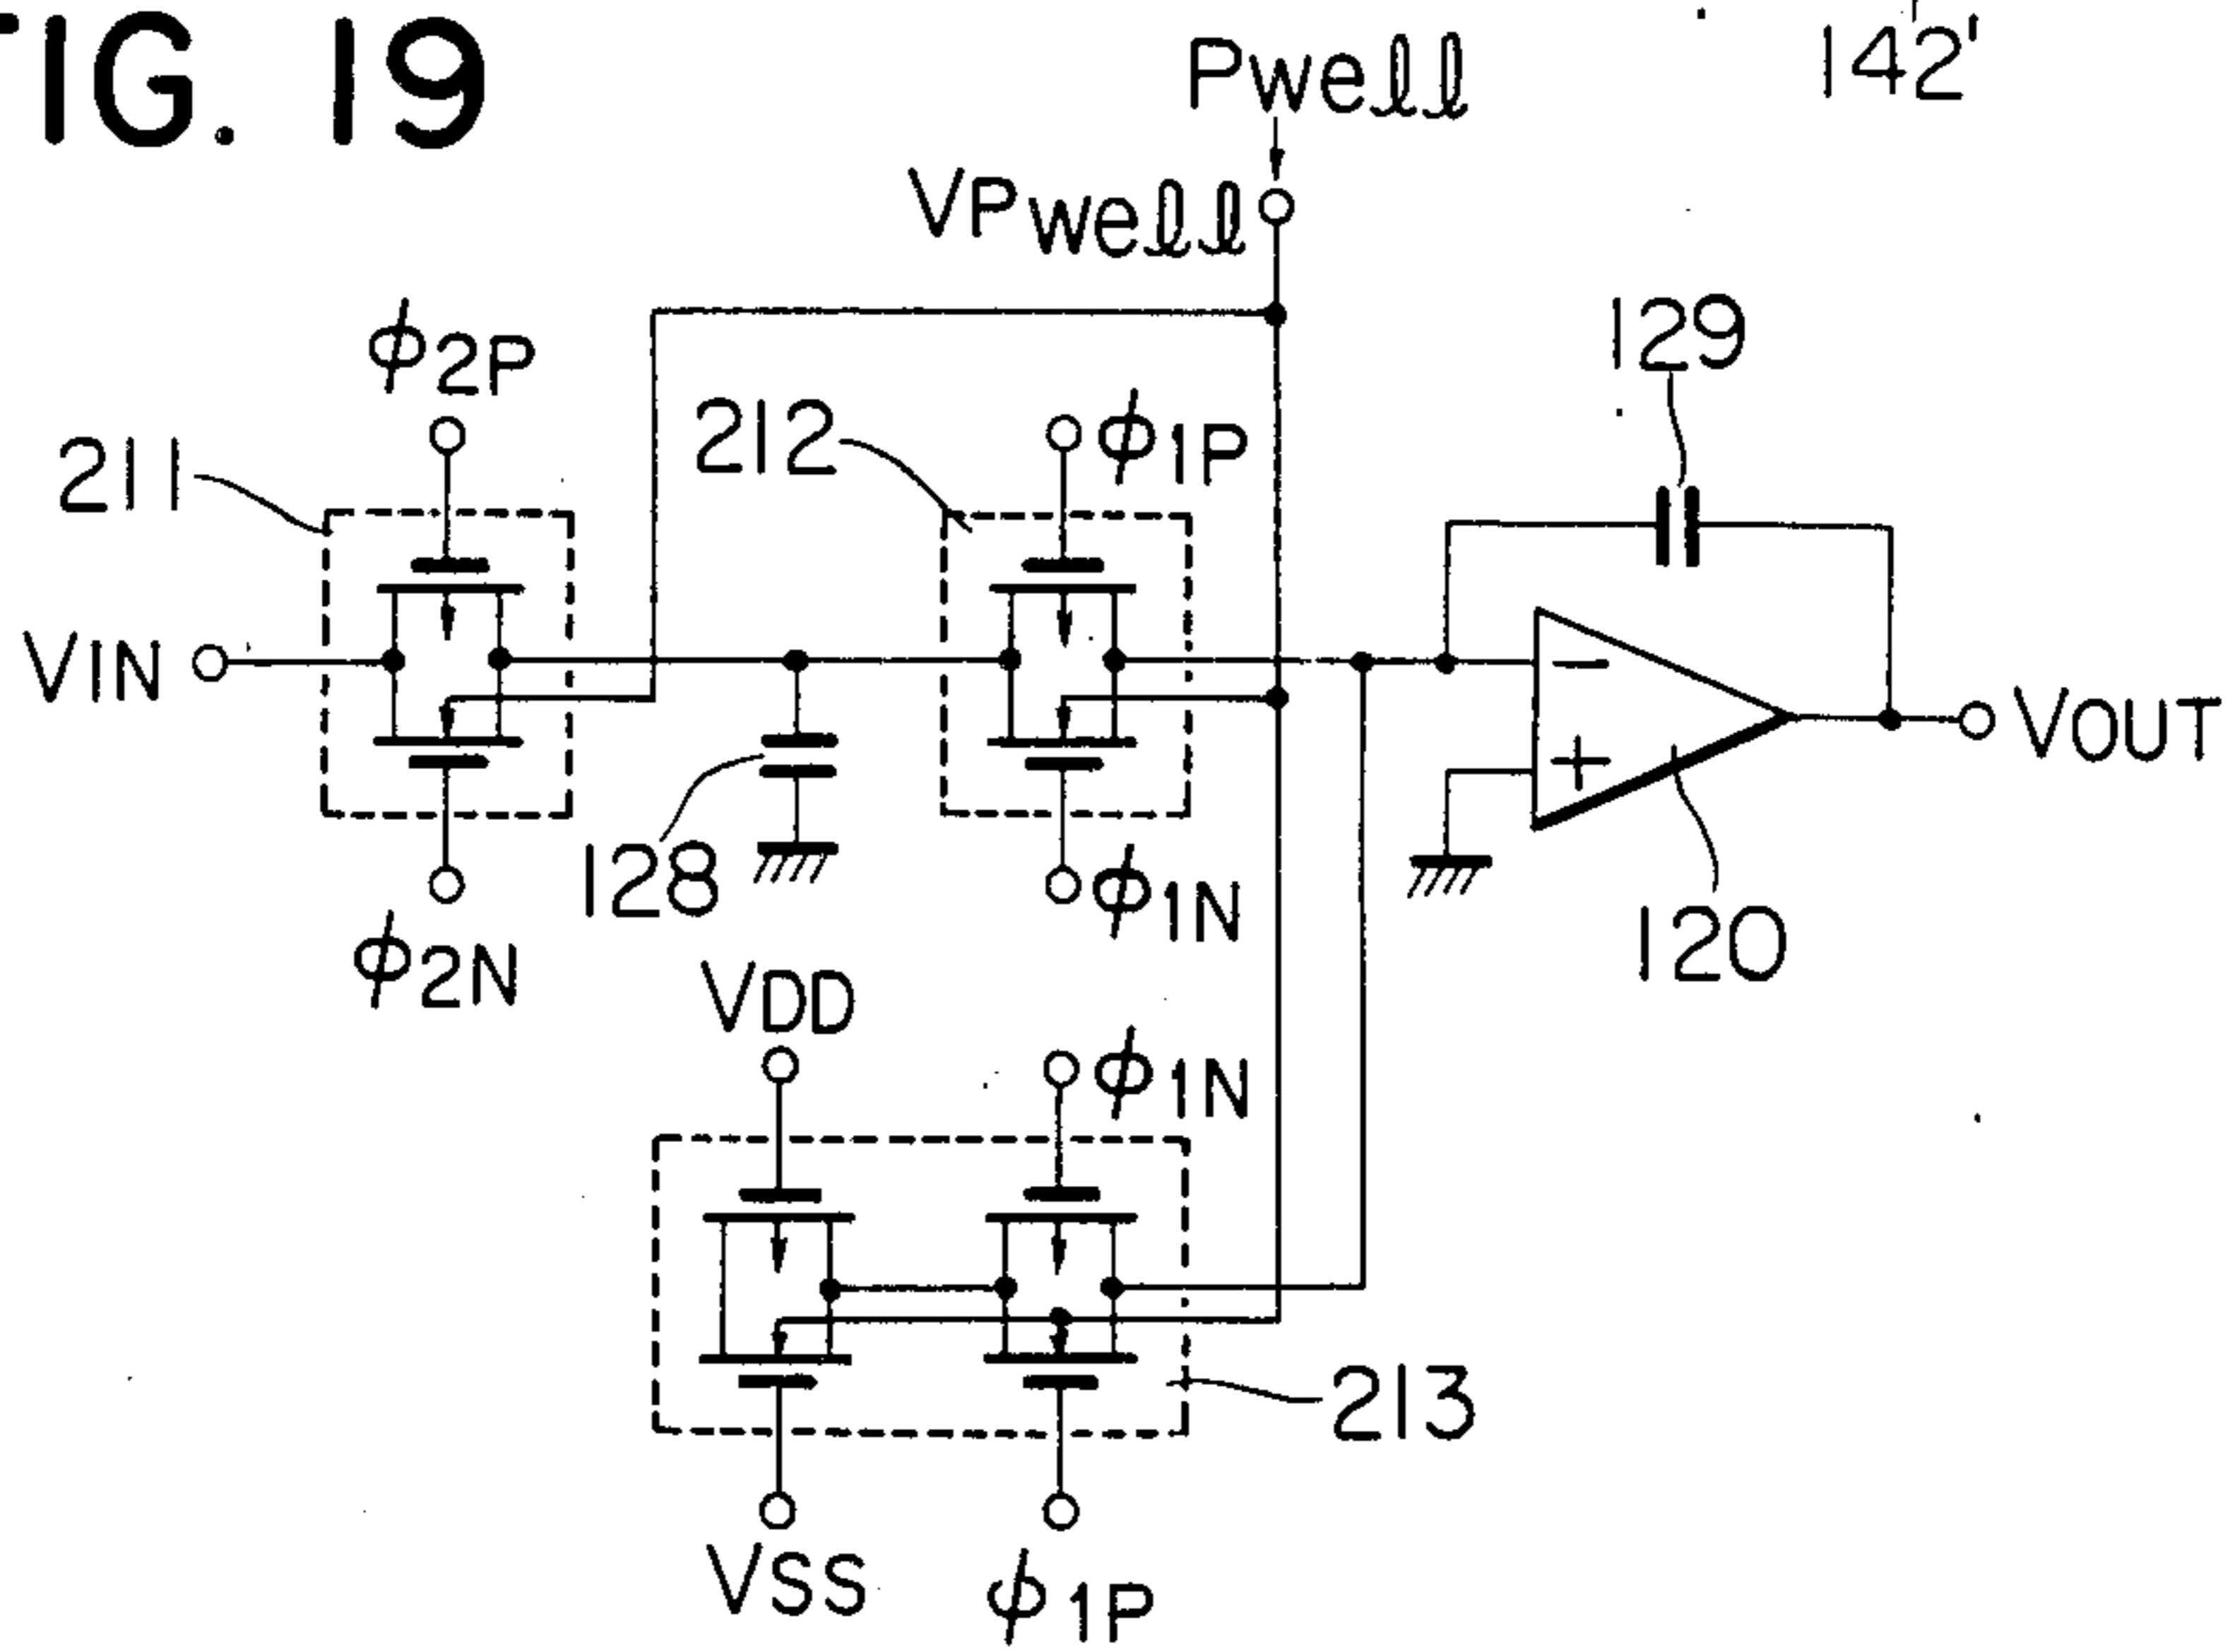 FIG. 19
142'
Pwell
VPwell
ϕ2P
129
211
212
ϕ1P
VIN
−
+
VOUT
128
ϕ1N
120
ϕ2N
VDD
ϕ1N
213
VSS
ϕ1P